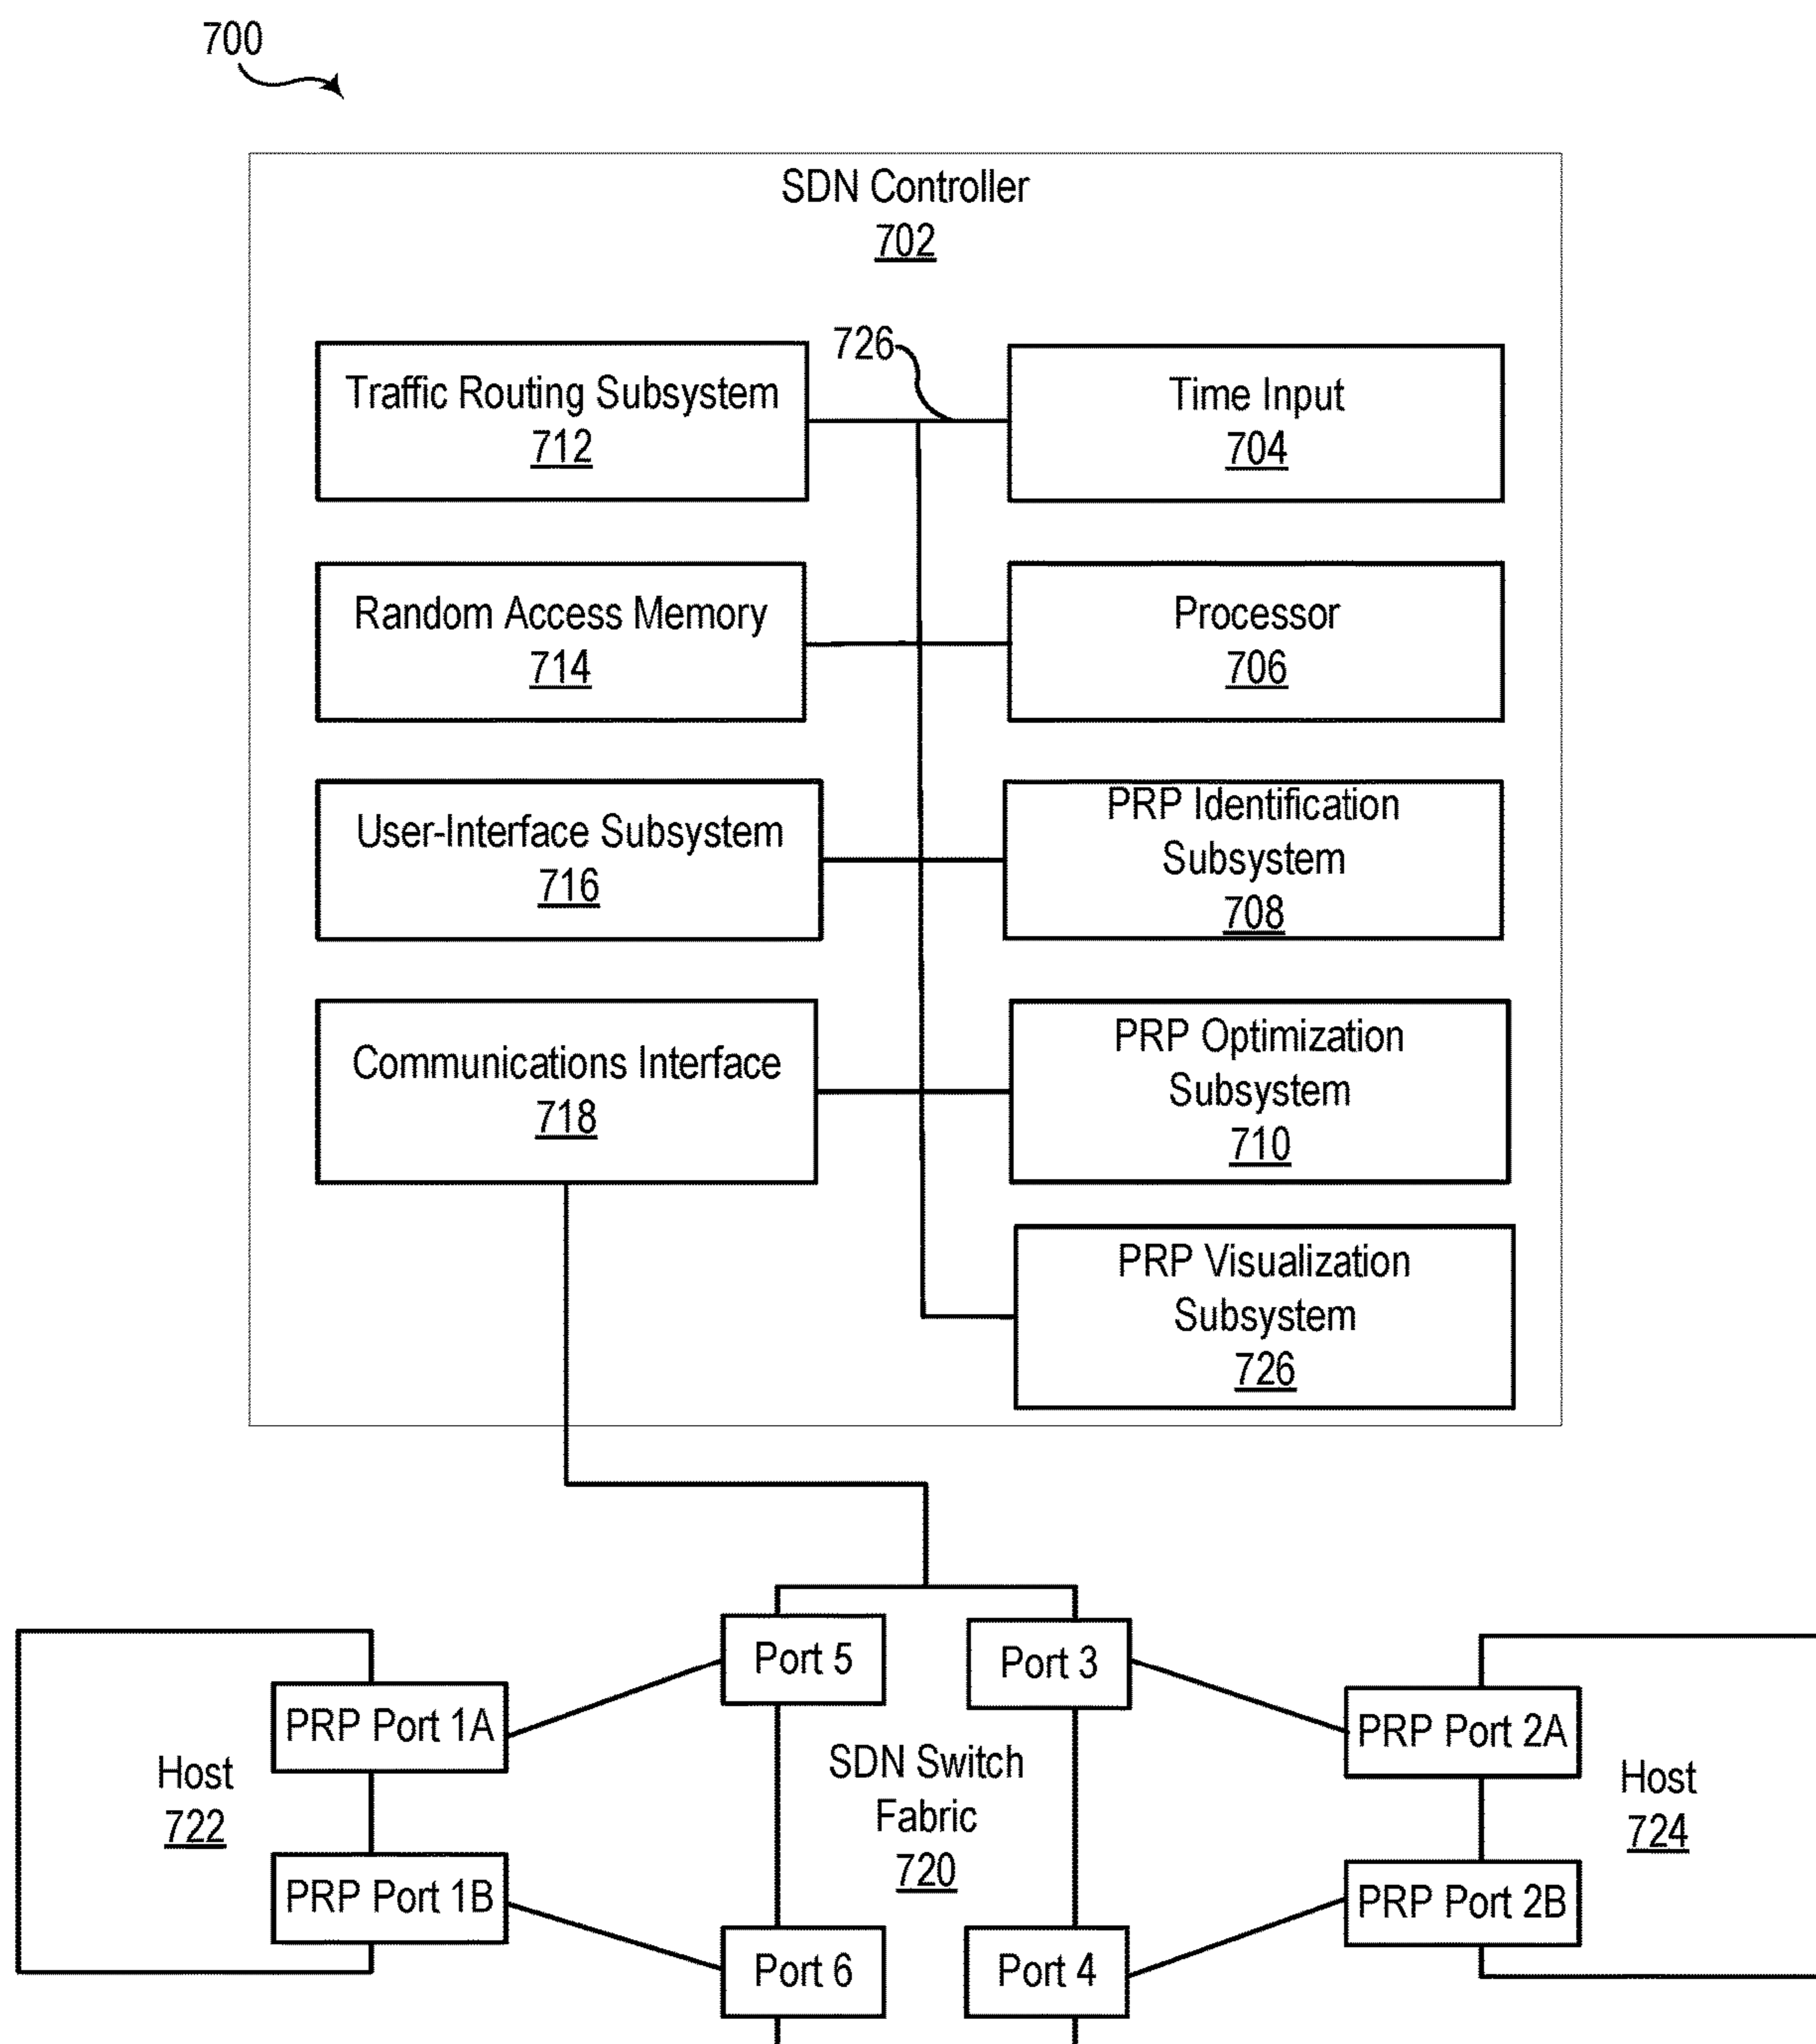 700
SDN Controller
702
726
Traffic Routing Subsystem
712
Time Input
704
Random Access Memory
714
Processor
706
User-Interface Subsystem
716
PRP Identification
Subsystem
708
Communications Interface
718
PRP Optimization
Subsystem
710
PRP Visualization
Subsystem
726
Port 5
Port 3
PRP Port 1A
PRP Port 2A
Host
722
SDN Switch
Fabric
720
Host
724
PRP Port 1B
PRP Port 2B
Port 6
Port 4